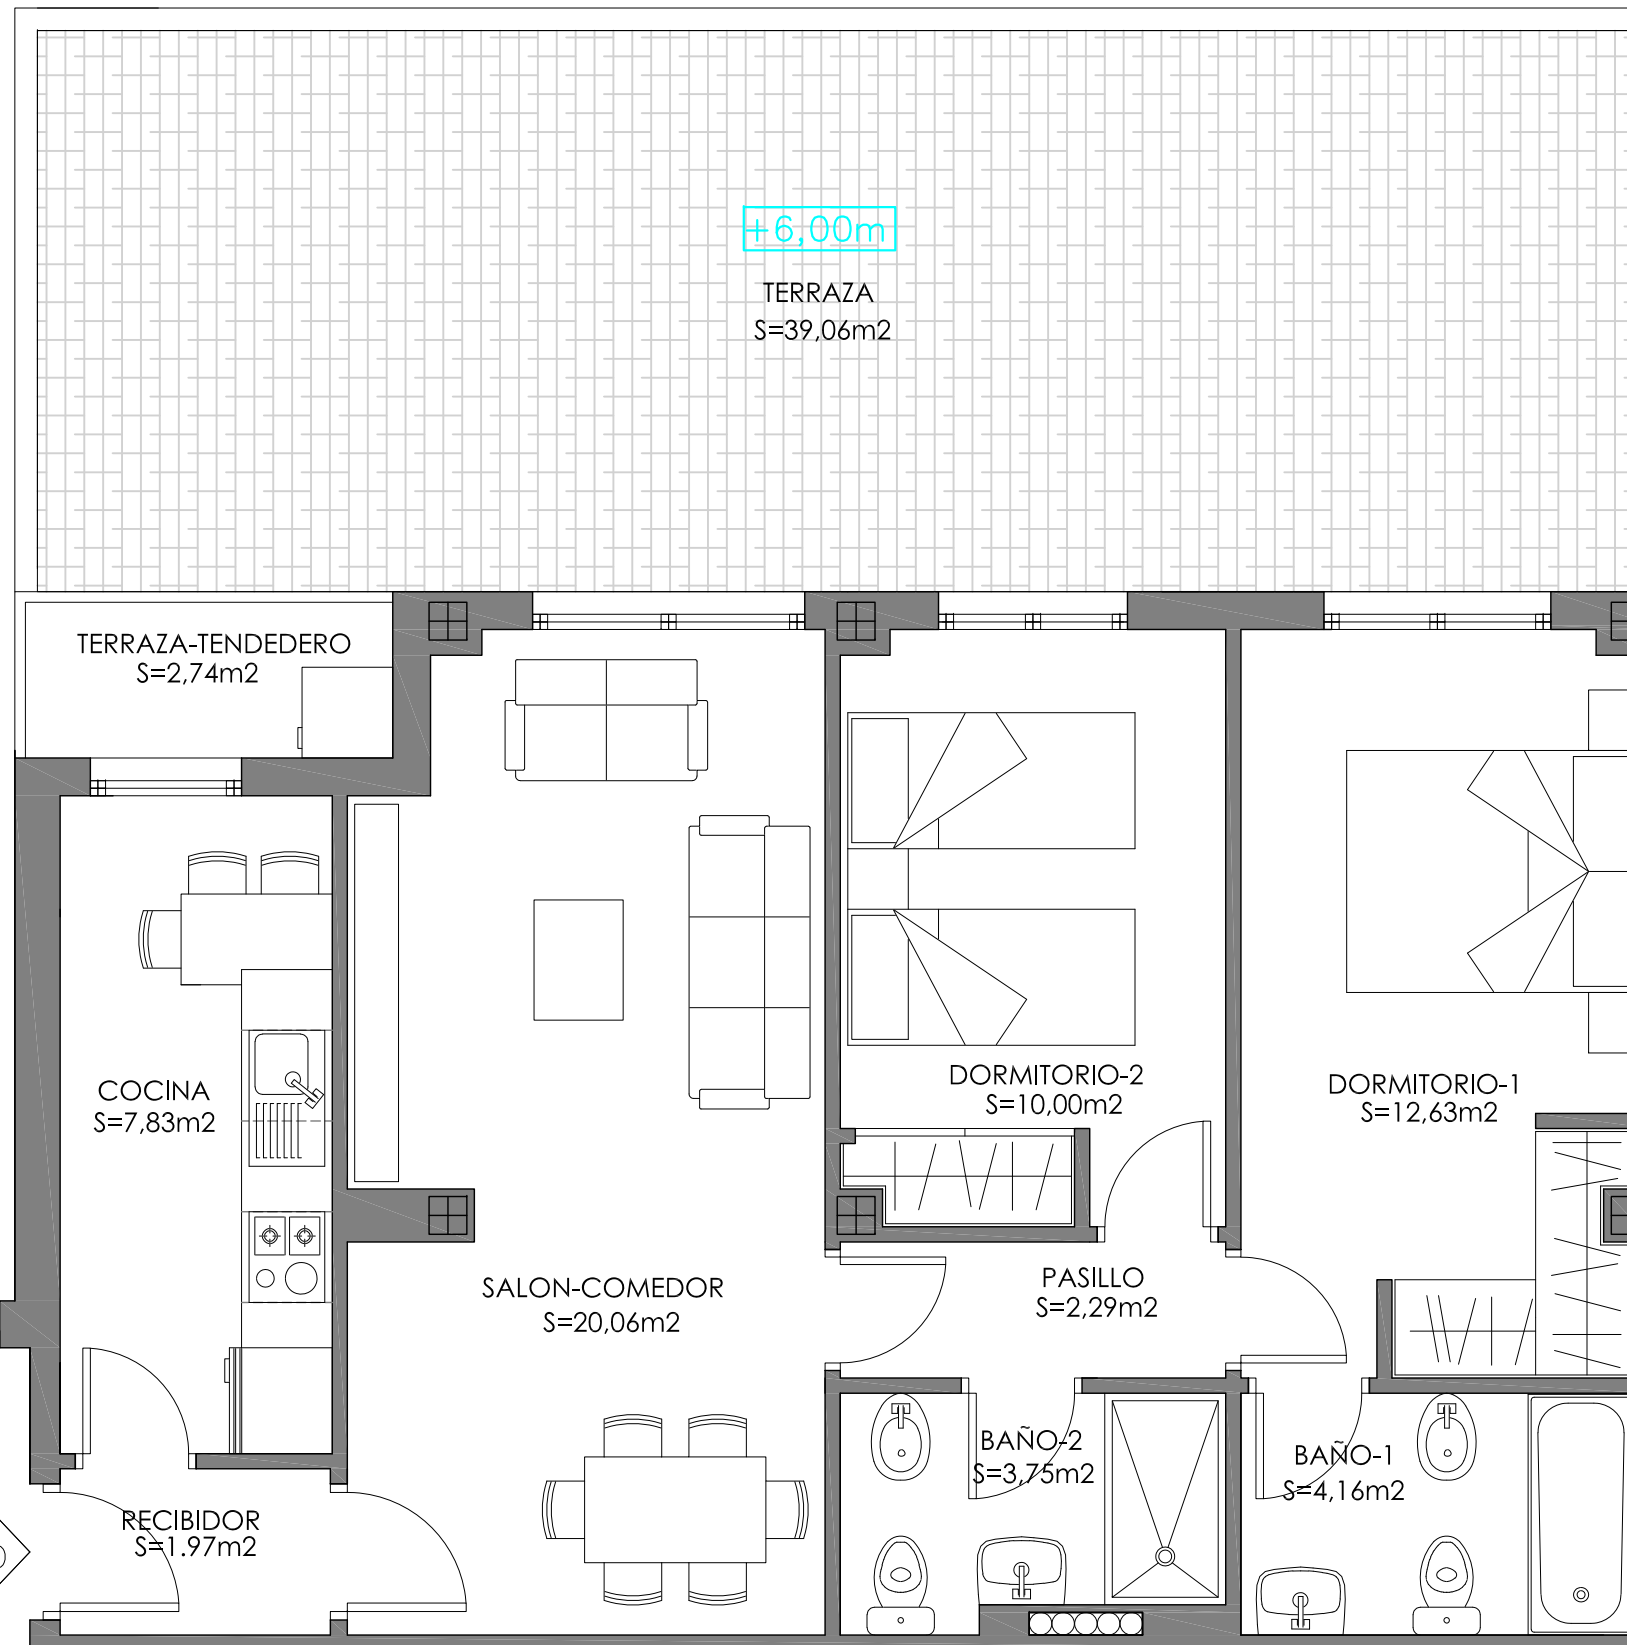 +6,00m
TERRAZA
S=39,06m2
TERRAZA-TENDEDERO
S=2,74m2
COCINA
S=7,83m2
SALON-COMEDOR
S=20,06m2
DORMITORIO-2
S=10,00m2
DORMITORIO-1
S=12,63m2
PASILLO
S=2,29m2
BAÑO-2
S=3,75m2
BAÑO-1
S=4,16m2
RECIBIDOR
S=1.97m2